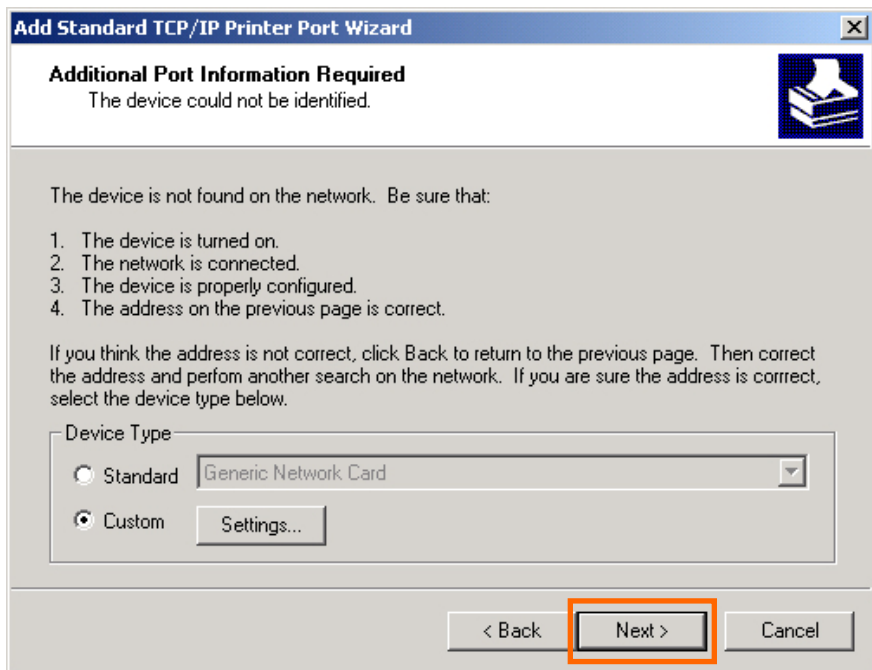 Add Standard TCP/IP Printer Port Wizard
Additional Port Information Required
The device could not be identified.
The device is not found on the network.  Be sure that:
1.  The device is turned on.
2.  The network is connected.
3.  The device is properly configured.
4.  The address on the previous page is correct.
If you think the address is not correct, click Back to return to the previous page.  Then correct
the address and perfom another search on the network.  If you are sure the address is corrrect,
select the device type below.
Device Type
Standard Generic Network Card
Custom Settings...
< Back Next > Cancel